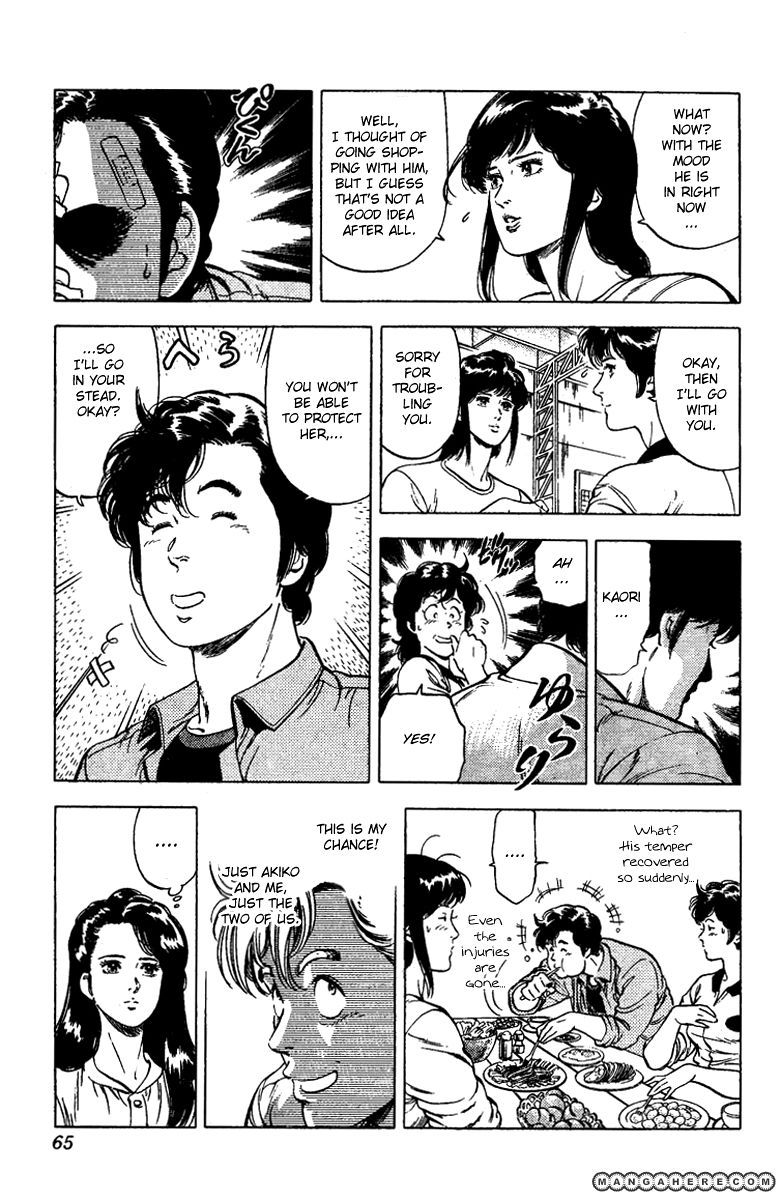 WHAT
NOW?
WITH THE
MOOD
HE IS
IN RIGHT
NOW
...
WELL,
I THOUGHT OF
GOING SHOP-
PING WITH HIM,
BUT I GUESS
THAT'S NOT A
GOOD IDEA
AFTER ALL.
ぴくん
OKAY,
THEN
I'LL GO
WITH
YOU.
SORRY
FOR
TROUB-
LING
YOU.
KAORI
...
AH
...
YES!
ゆらり
YOU WON'T
BE ABLE
TO PROTECT
HER,...
...SO
I'LL GO
IN YOUR
STEAD.
OKAY?
へら
What?
His temper
recovered
so suddenly...
....
Even
the
injuries
are
gone...
THIS IS MY
CHANCE!
JUST AKIKO
AND ME,
JUST THE
TWO OF US.
....
65
MANGAHERE.COM